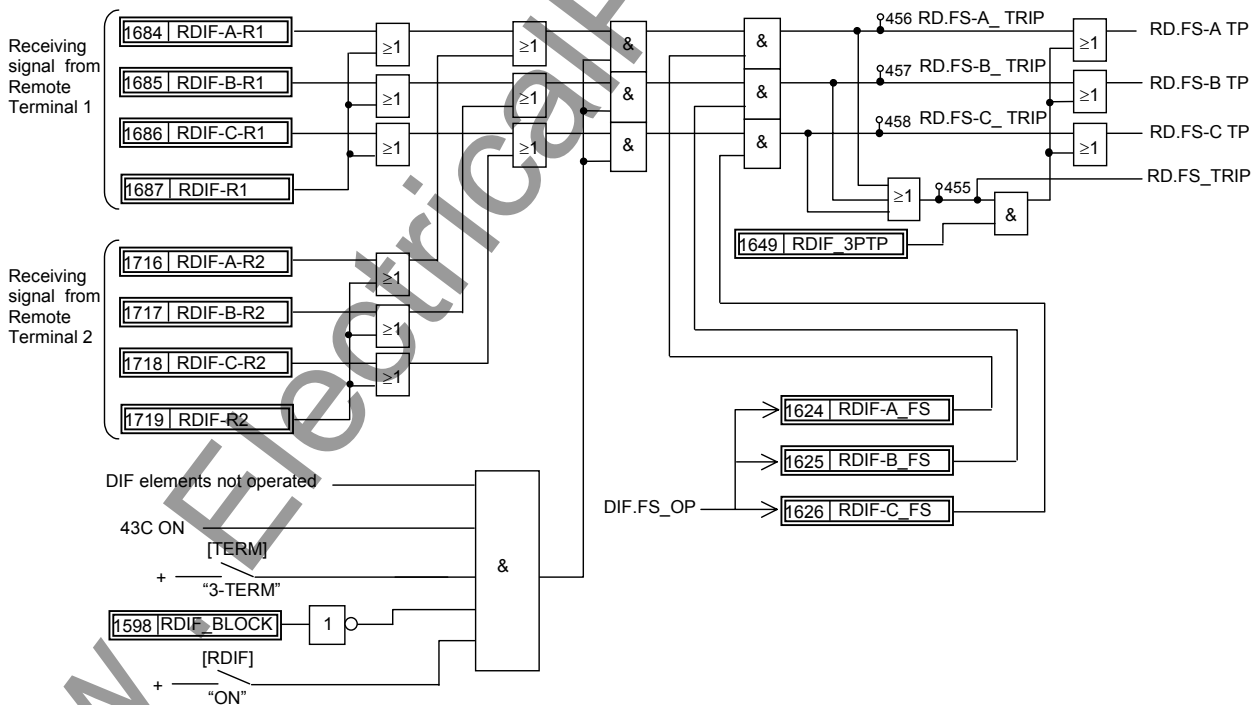 Receiving
signal from
Remote
Terminal 1
1684 RDIF-A-R1
1685 RDIF-B-R1
1686 RDIF-C-R1
1687 RDIF-R1
≥1
≥1
≥1
≥1
≥1
≥1
&
&
&
&
&
&
456 RD.FS-A_ TRIP
457 RD.FS-B_ TRIP
458 RD.FS-C_ TRIP
≥1
≥1
≥1
RD.FS-A TP
RD.FS-B TP
RD.FS-C TP
RD.FS_TRIP
≥1
455
&
1649 RDIF_3PTP
Receiving
signal from
Remote
Terminal 2
1716 RDIF-A-R2
1717 RDIF-B-R2
1718 RDIF-C-R2
1719 RDIF-R2
≥1
≥1
≥1
DIF.FS_OP
1624 RDIF-A_FS
1625 RDIF-B_FS
1626 RDIF-C_FS
DIF elements not operated
43C ON
[TERM]
+
“3-TERM”
1598 RDIF_BLOCK
1
[RDIF]
+
“ON”
&
w . ElectricalE